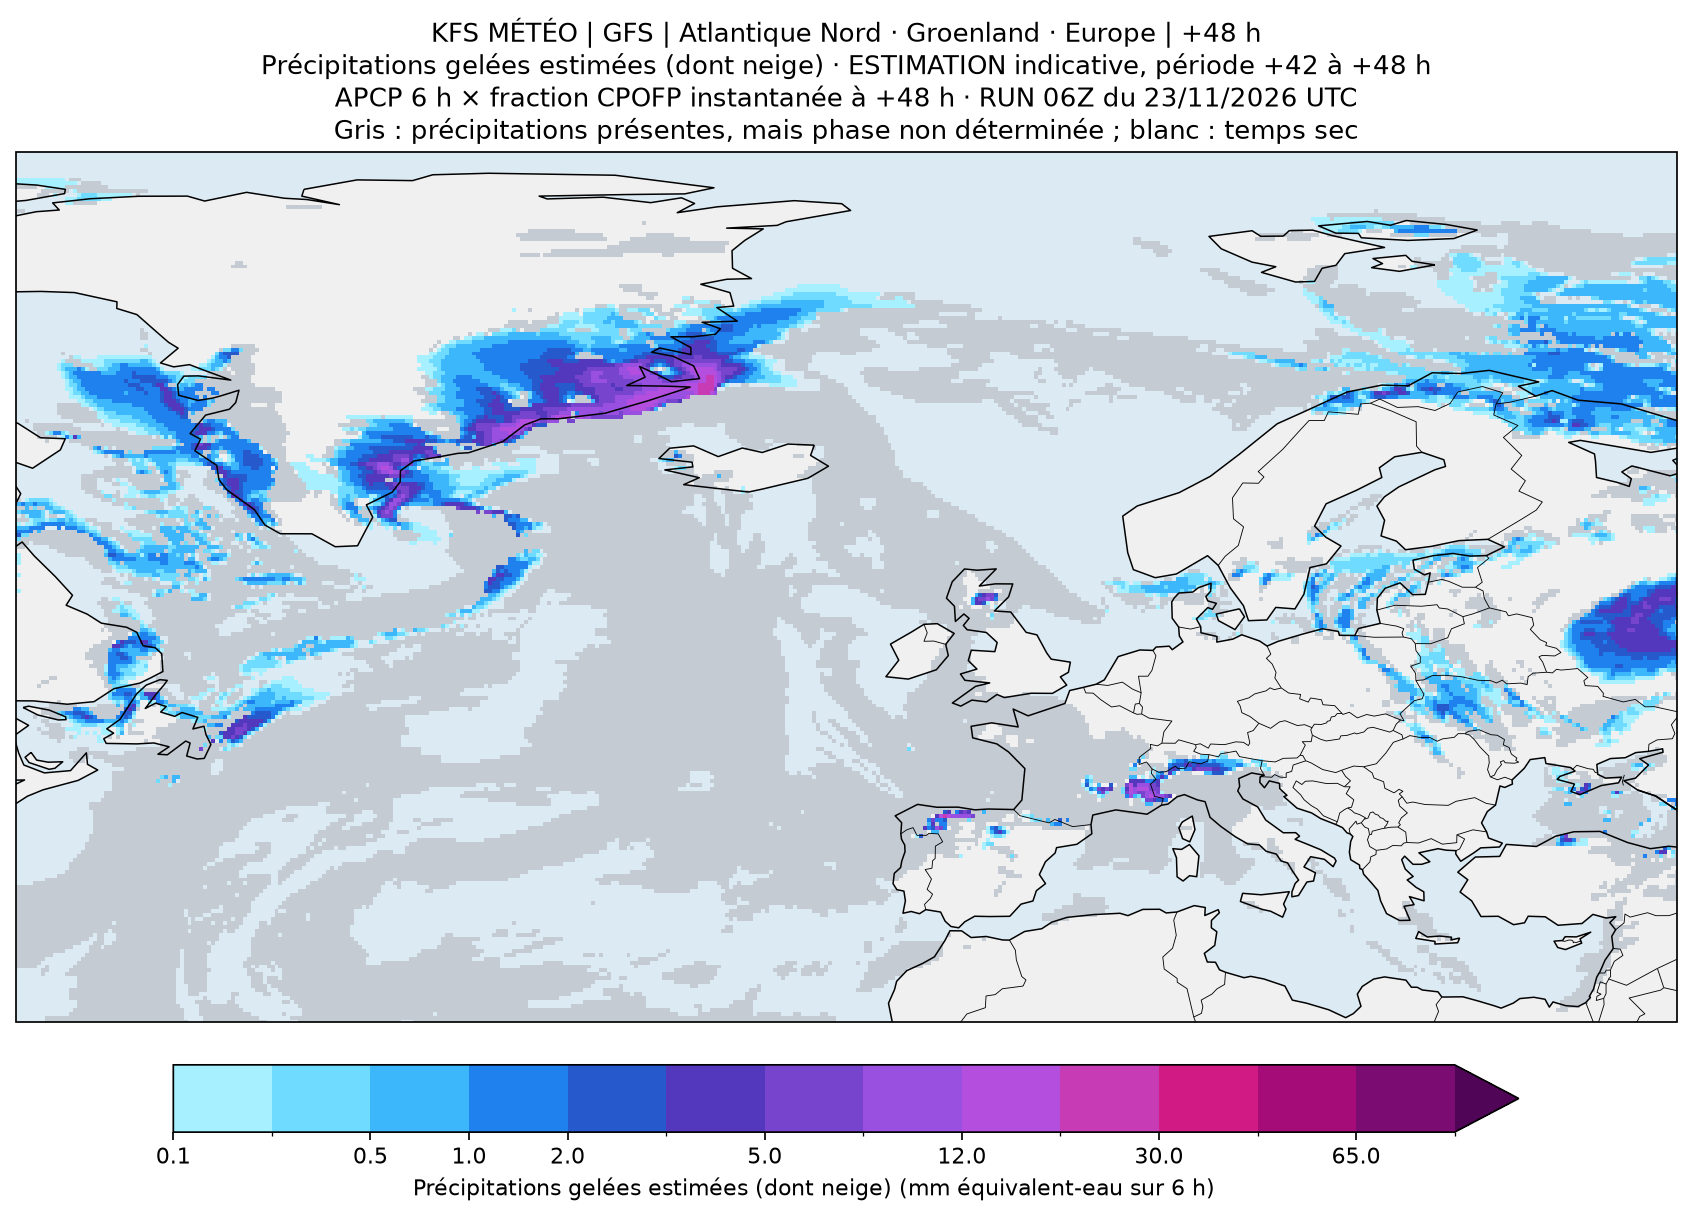 KFS MÉTÉO | GFS | Atlantique Nord · Groenland · Europe | +48 h
Précipitations gelées estimées (dont neige) · ESTIMATION indicative, période +42 à +48 h
APCP 6 h × fraction CPOFP instantanée à +48 h · RUN 06Z du 23/11/2026 UTC
Gris : précipitations présentes, mais phase non déterminée ; blanc : temps sec
0.1 0.5 1.0 2.0 5.0 12.0 30.0 65.0
Précipitations gelées estimées (dont neige) (mm équivalent-eau sur 6 h)